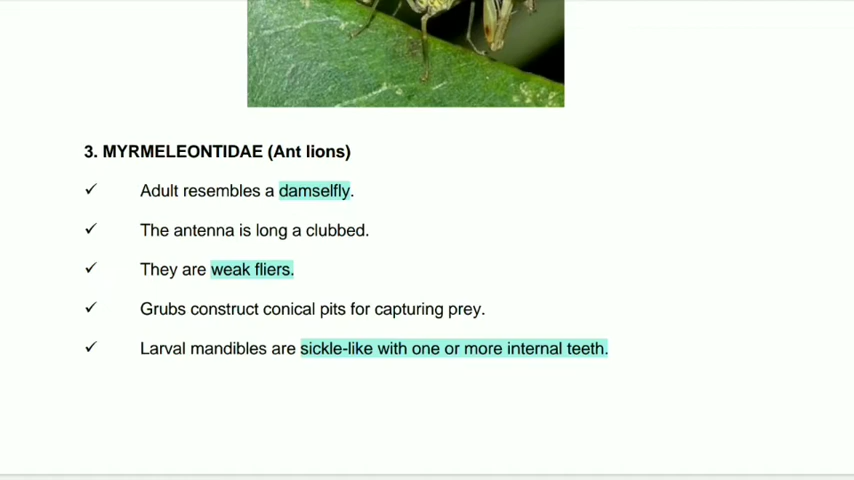 3. MYRMELEONTIDAE (Ant lions)
✓ Adult resembles a damselfly.
✓ The antenna is long a clubbed.
✓ They are weak fliers.
✓ Grubs construct conical pits for capturing prey.
✓ Larval mandibles are sickle-like with one or more internal teeth.